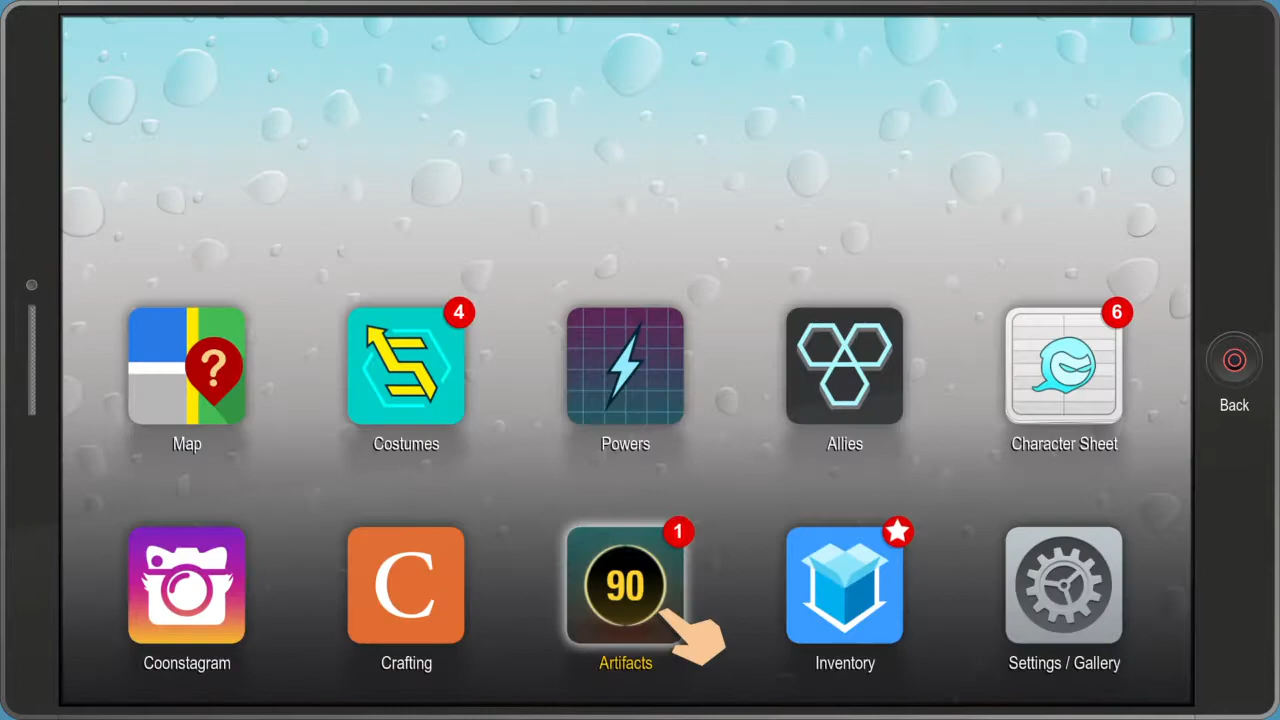 4
6
?
Map
Costumes
Powers
Allies
Character Sheet
Back
1
C
90
Coonstagram
Crafting
Artifacts
Inventory
Settings / Gallery